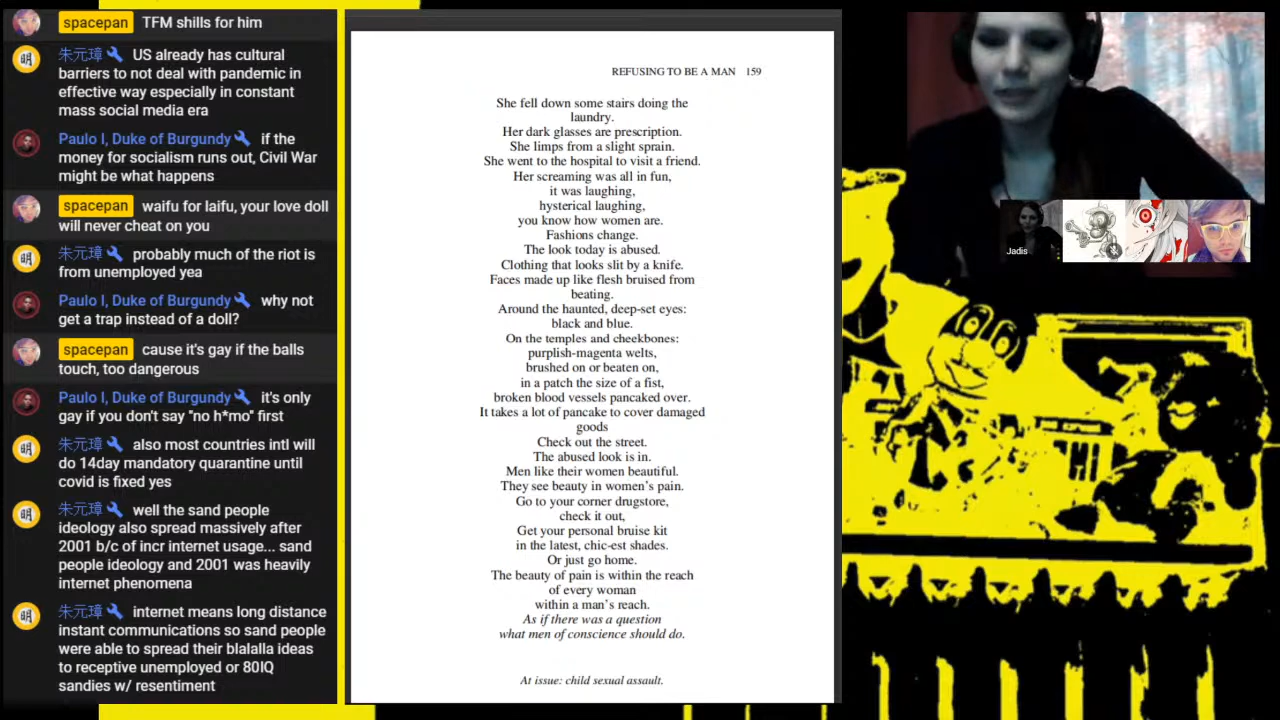 spacepan TFM shills for him
朱元璋 US already has cultural
barriers to not deal with pandemic in
effective way especially in constant
mass social media era
Paulo I, Duke of Burgundy if the
money for socialism runs out, Civil War
might be what happens
spacepan waifu for laifu, your love doll
will never cheat on you
朱元璋 probably much of the riot is
from unemployed yea
Paulo I, Duke of Burgundy why not
get a trap instead of a doll?
spacepan cause it's gay if the balls
touch, too dangerous
Paulo I, Duke of Burgundy it's only
gay if you don't say "no h*mo" first
朱元璋 also most countries intl will
do 14day mandatory quarantine until
covid is fixed yes
朱元璋 well the sand people
ideology also spread massively after
2001 b/c of incr internet usage... sand
people ideology and 2001 was heavily
internet phenomena
朱元璋 internet means long distance
instant communications so sand people
were able to spread their blalalla ideas
to receptive unemployed or 80IQ
sandies w/ resentiment
明
明
明
明
明
REFUSING TO BE A MAN 159
She fell down some stairs doing the
laundry.
Her dark glasses are prescription.
She limps from a slight sprain.
She went to the hospital to visit a friend.
Her screaming was all in fun,
it was laughing,
hysterical laughing,
you know how women are.
Fashions change.
The look today is abused.
Clothing that looks slit by a knife.
Faces made up like flesh bruised from
beating.
Around the haunted, deep-set eyes:
black and blue.
On the temples and cheekbones:
purplish-magenta welts,
brushed on or beaten on,
in a patch the size of a fist,
broken blood vessels pancaked over.
It takes a lot of pancake to cover damaged
goods
Check out the street.
The abused look is in.
Men like their women beautiful.
They see beauty in women's pain.
Go to your corner drugstore,
check it out,
Get your personal bruise kit
in the latest, chic-est shades.
Or just go home.
The beauty of pain is within the reach
of every woman
within a man's reach.
As if there was a question
what men of conscience should do.
At issue: child sexual assault.
Jadis